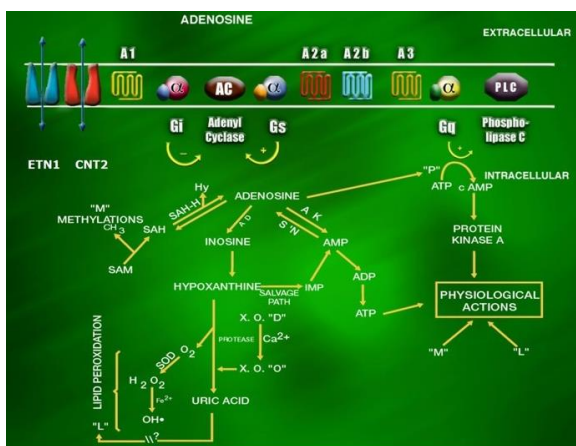 ADENOSINE
EXTRACELLULAR
A1
A2a
A2b
A3
α
AC
α
α
PLC
Gi
Adenyl
Cyclase
Gs
Gq
Phospho-
lipase C
−
+
+
ETN1
CNT2
INTRACELLULAR
"P"
ATP
c AMP
Hy
ADENOSINE
"M"
METHYLATIONS
CH3
SAH
SAH-H
A D
A K
S'N
SAM
INOSINE
AMP
PROTEIN
KINASE A
HYPOXANTHINE
SALVAGE
PATH
IMP
ADP
ATP
PHYSIOLOGICAL
ACTIONS
X. O. "D"
PROTEASE
Ca2+
X. O. "O"
"M"
"L"
LIPID PEROXIDATION
SOD
O2
H2O2
Fe2+
OH•
URIC ACID
"L"
\\?